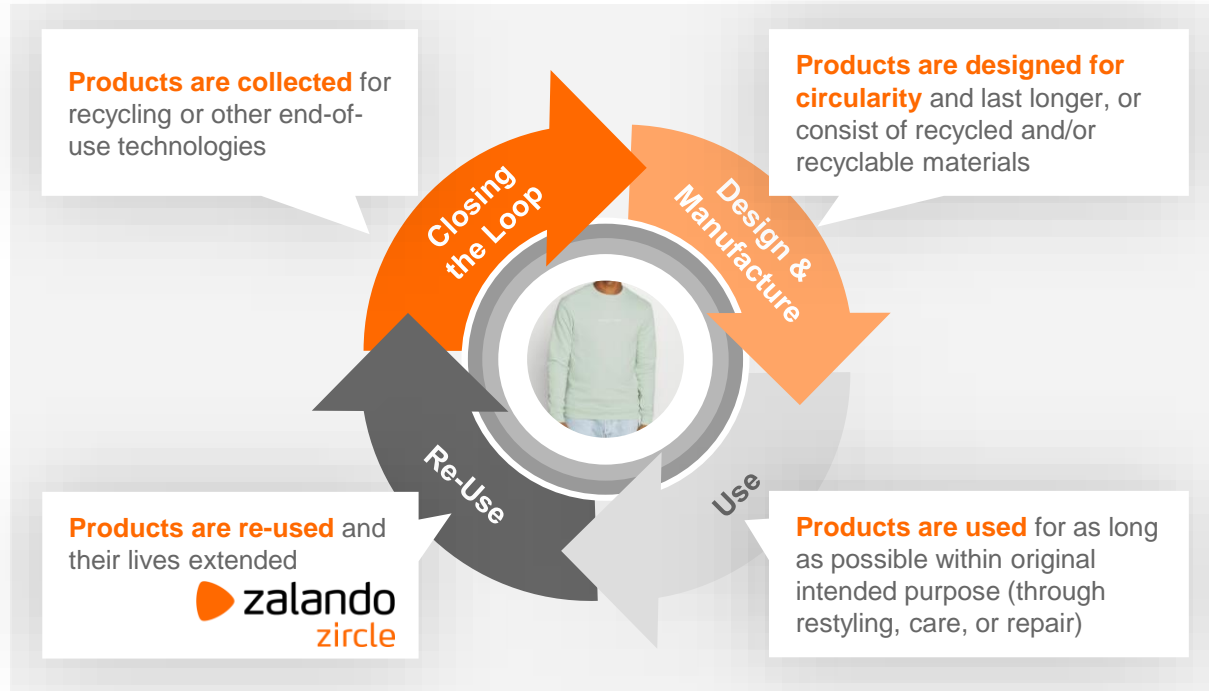 Products are collected for
recycling or other end-of-
use technologies
Products are designed for
circularity and last longer, or
consist of recycled and/or
recyclable materials
Closing
the Loop
Design &
Manufacture
Re-Use
Use
Products are re-used and
their lives extended
zalando
zircle
Products are used for as long
as possible within original
intended purpose (through
restyling, care, or repair)